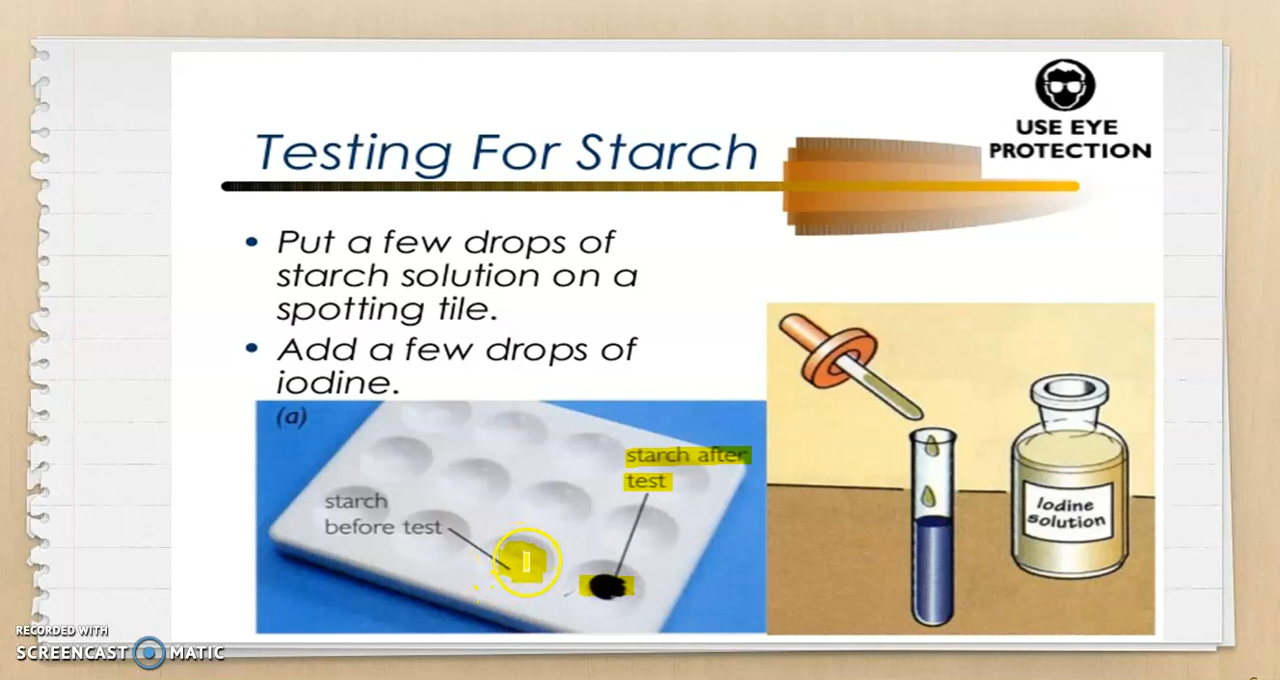 USE EYE
PROTECTION
Testing For Starch
• Put a few drops of
starch solution on a
spotting tile.
• Add a few drops of
iodine.
(a)
starch after
test
starch
before test
Iodine
solution
RECORDED WITH
SCREENCAST MATIC